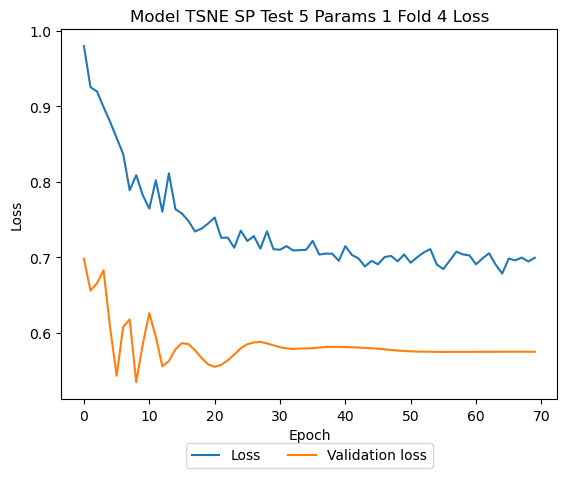 Model TSNE SP Test 5 Params 1 Fold 4 Loss
1.0
0.9
0.8
0.7
0.6
Loss
0 10 20 30 40 50 60 70
Epoch
Loss Validation loss